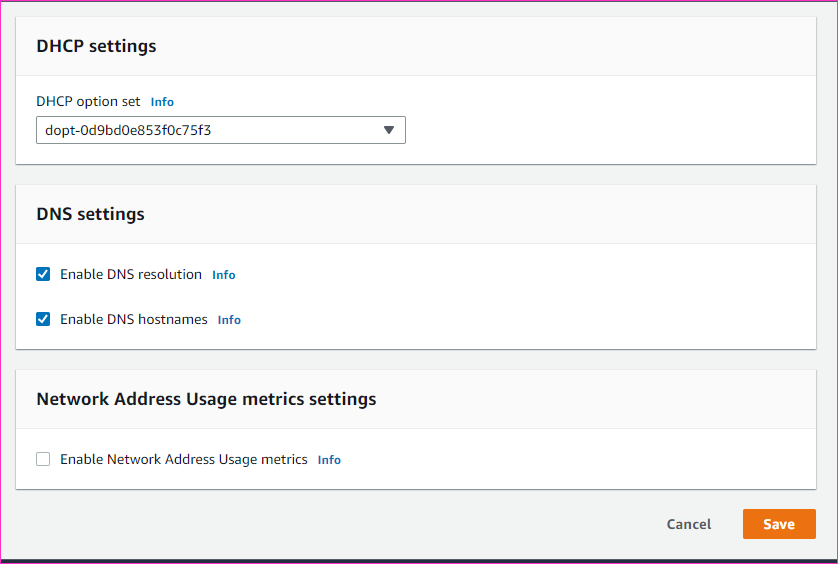 DHCP settings
DHCP option set Info
dopt-0d9bd0e853f0c75f3
DNS settings
Enable DNS resolution Info
Enable DNS hostnames Info
Network Address Usage metrics settings
Enable Network Address Usage metrics Info
Cancel Save